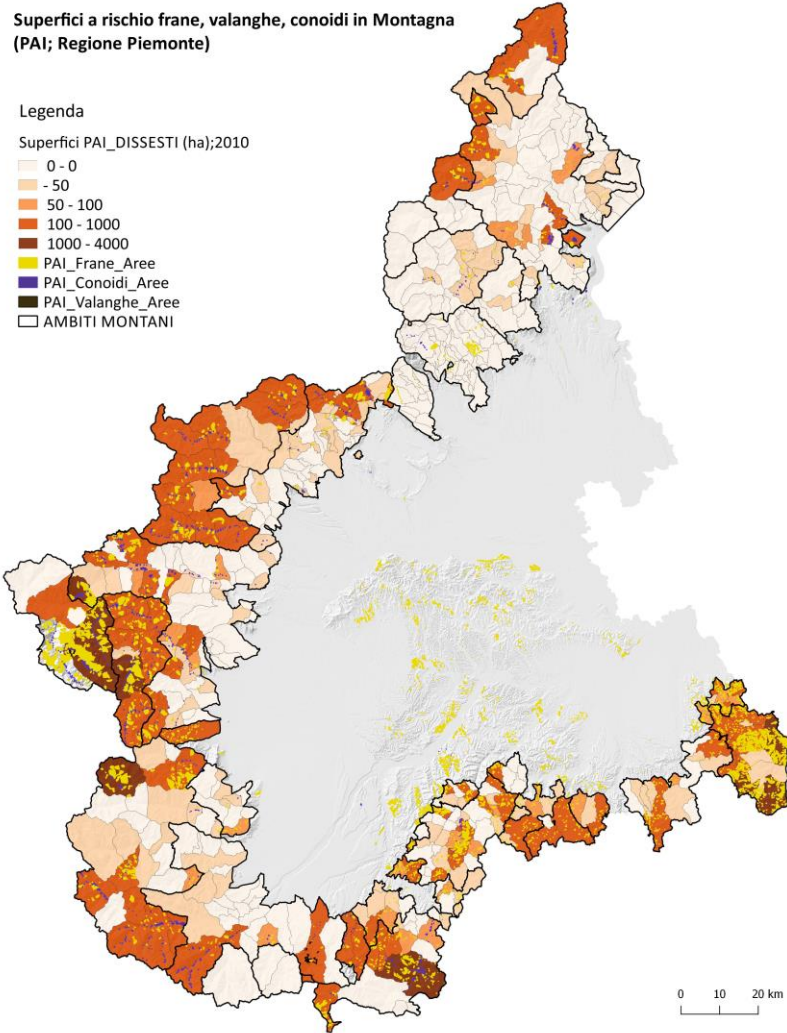 Superfici a rischio frane, valanghe, conoidi in Montagna
(PAI; Regione Piemonte)
Legenda
Superfici PAI_DISSESTI (ha);2010
0 - 0
- 50
50 - 100
100 - 1000
1000 - 4000
PAI_Frane_Aree
PAI_Conoidi_Aree
PAI_Valanghe_Aree
AMBITI MONTANI
0 10 20 km